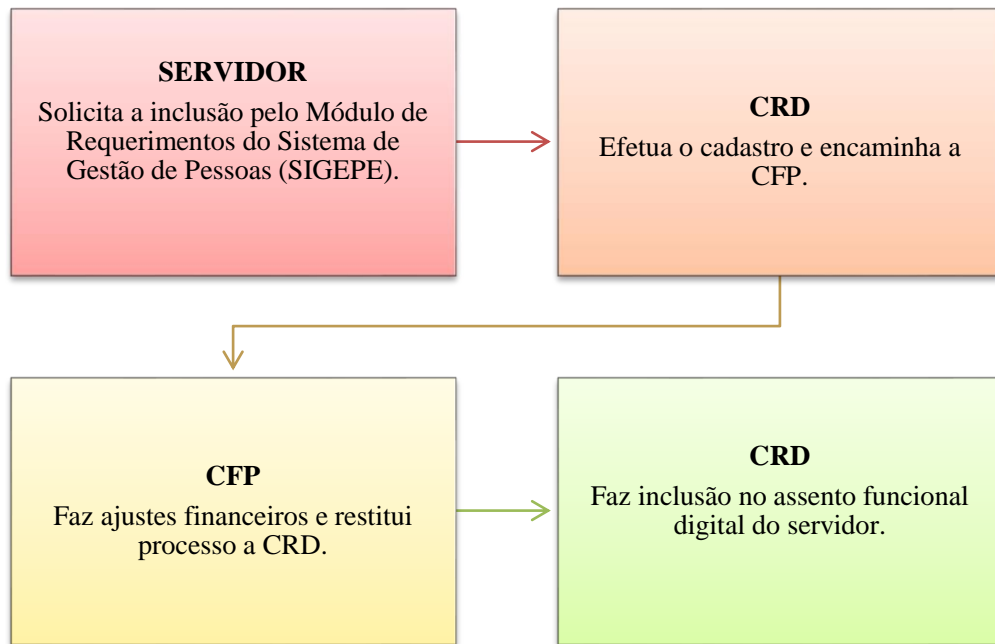 SERVIDOR
Solicita a inclusão pelo Módulo de
Requerimentos do Sistema de
Gestão de Pessoas (SIGEPE).
CRD
Efetua o cadastro e encaminha a
CFP.
CFP
Faz ajustes financeiros e restitui
processo a CRD.
CRD
Faz inclusão no assento funcional
digital do servidor.